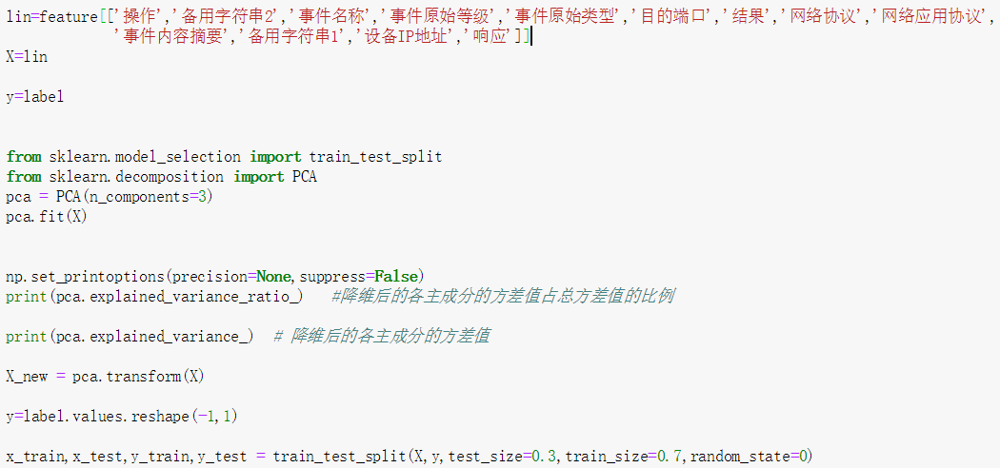 lin=feature[['操作','备用字符串2','事件名称','事件原始等级','事件原始类型','目的端口','结果','网络协议','网络应用协议',
'事件内容摘要','备用字符串1','设备IP地址','响应']]
X=lin
y=label
from sklearn.model_selection import train_test_split
from sklearn.decomposition import PCA
pca = PCA(n_components=3)
pca.fit(X)
np.set_printoptions(precision=None,suppress=False)
print(pca.explained_variance_ratio_)   #降维后的各主成分的方差值占总方差值的比例
print(pca.explained_variance_)  # 降维后的各主成分的方差值
X_new = pca.transform(X)
y=label.values.reshape(-1,1)
x_train,x_test,y_train,y_test = train_test_split(X,y,test_size=0.3,train_size=0.7,random_state=0)